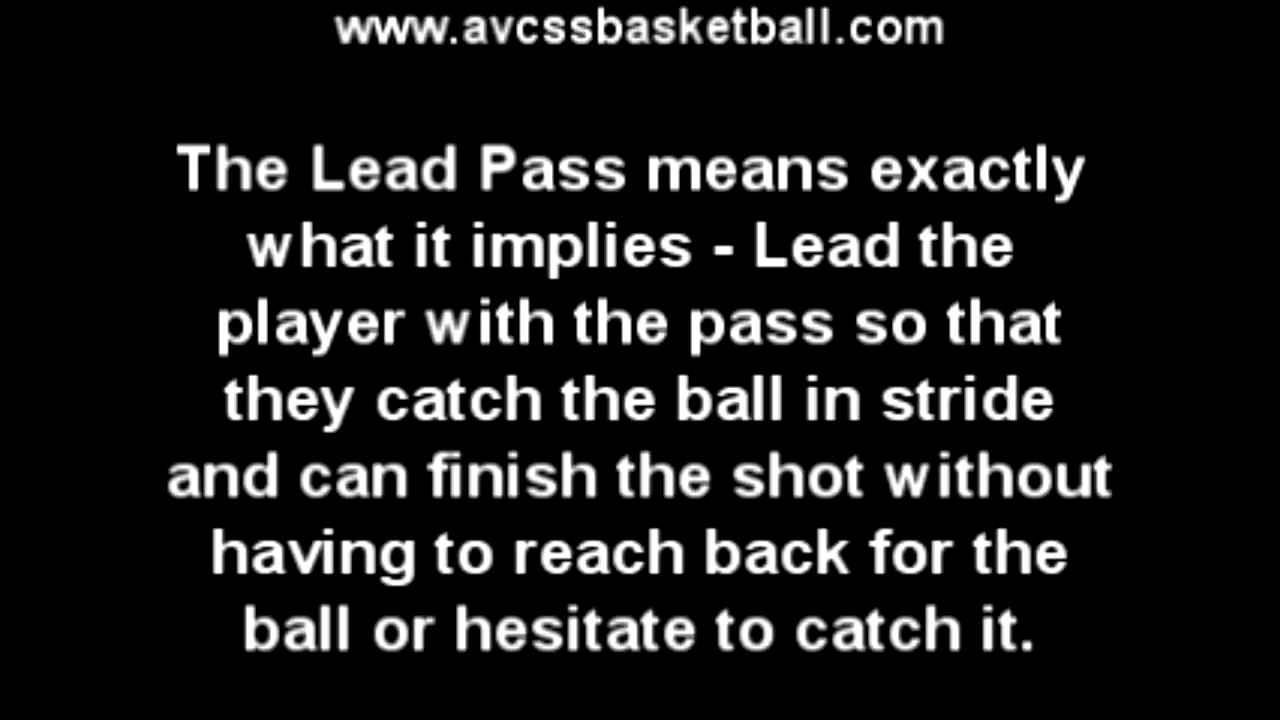 www.avcssbasketball.com
The Lead Pass means exactly
what it implies - Lead the
player with the pass so that
they catch the ball in stride
and can finish the shot without
having to reach back for the
ball or hesitate to catch it.